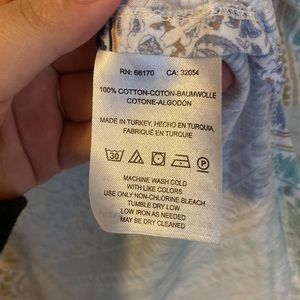 RN: 66170 CA: 32054
100% COTTON-COTON-BAUMWOLLE
COTONE-ALGODÓN
MADE IN TURKEY, HECHO EN TURQUIA,
FABRIQUÉ EN TURQUIE
30 P
MACHINE WASH COLD
WITH LIKE COLORS
USE ONLY NON-CHLORINE BLEACH
TUMBLE DRY LOW
LOW IRON AS NEEDED
MAY BE DRY CLEANED